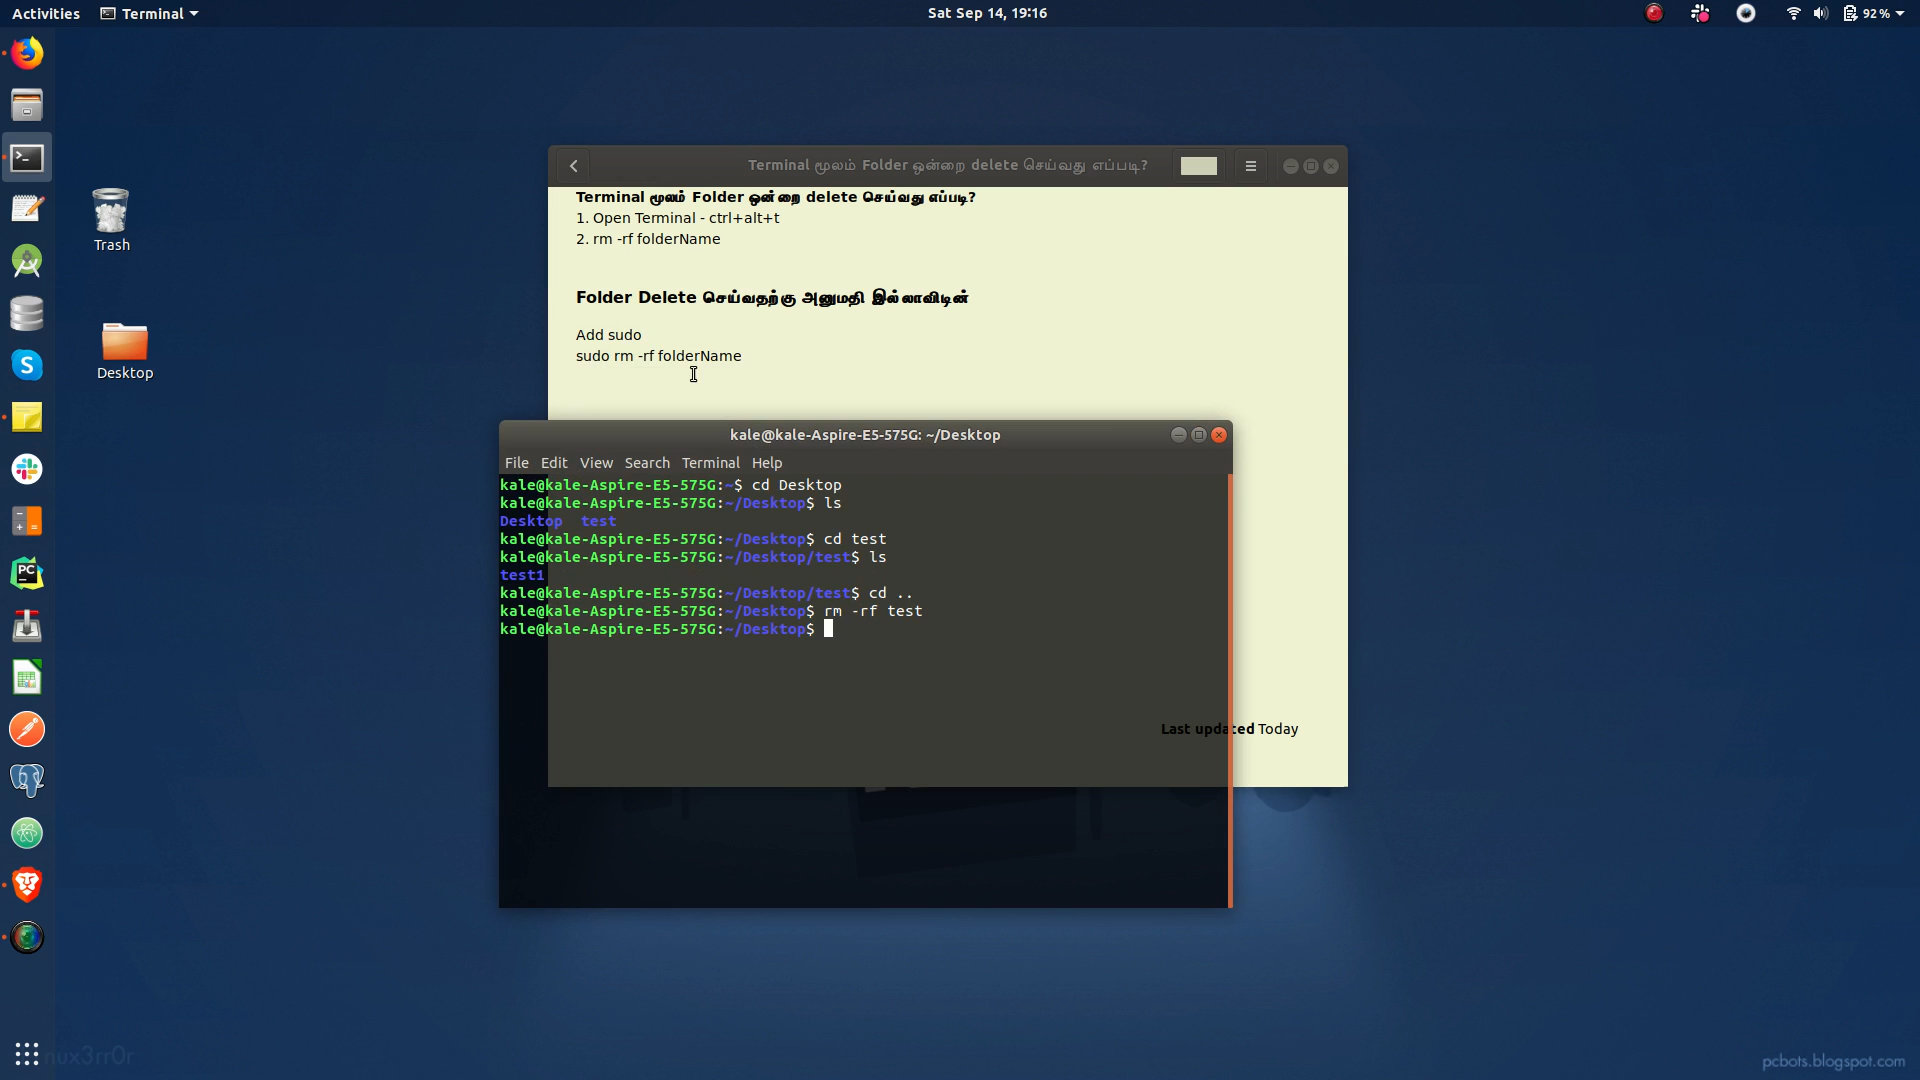 Activities Terminal Sat Sep 14, 19:16 92%
Trash
Desktop
Terminal மூலம் Folder ஒன்றை delete செய்வது எப்படி?
Terminal மூலம் Folder ஒன்றை delete செய்வது எப்படி?
1. Open Terminal - ctrl+alt+t
2. rm -rf folderName
Folder Delete செய்வதற்கு அனுமதி இல்லாவிடின்
Add sudo
sudo rm -rf folderName
kale@kale-Aspire-E5-575G: ~/Desktop
File Edit View Search Terminal Help
kale@kale-Aspire-E5-575G:~$ cd Desktop
kale@kale-Aspire-E5-575G:~/Desktop$ ls
Desktop test
kale@kale-Aspire-E5-575G:~/Desktop$ cd test
kale@kale-Aspire-E5-575G:~/Desktop/test$ ls
test1
kale@kale-Aspire-E5-575G:~/Desktop/test$ cd ..
kale@kale-Aspire-E5-575G:~/Desktop$ rm -rf test
kale@kale-Aspire-E5-575G:~/Desktop$
Last updated Today
nux3rr0r
pcbots.blogspot.com